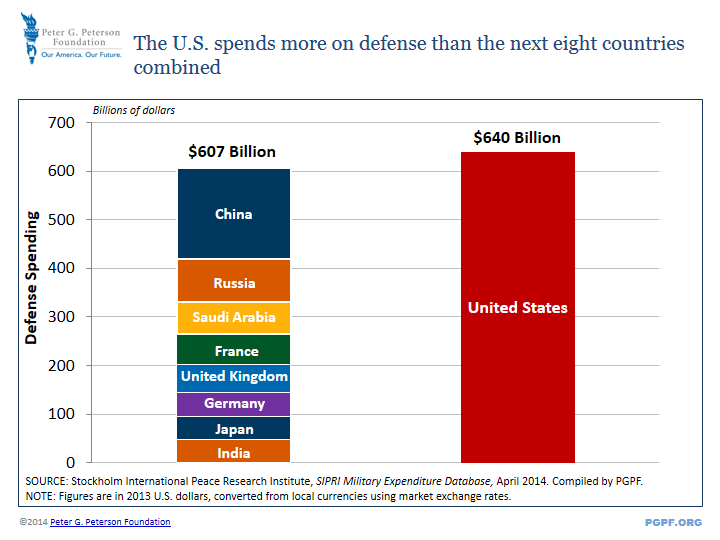 Peter G. Peterson
Foundation
Our America. Our Future.
The U.S. spends more on defense than the next eight countries
combined
Billions of dollars
Defense Spending
700
600
500
400
300
200
100
0
$607 Billion
China
Russia
Saudi Arabia
France
United Kingdom
Germany
Japan
India
$640 Billion
United States
SOURCE: Stockholm International Peace Research Institute, SIPRI Military Expenditure Database, April 2014. Compiled by PGPF.
NOTE: Figures are in 2013 U.S. dollars, converted from local currencies using market exchange rates.
©2014 Peter G. Peterson Foundation
PGPF.ORG